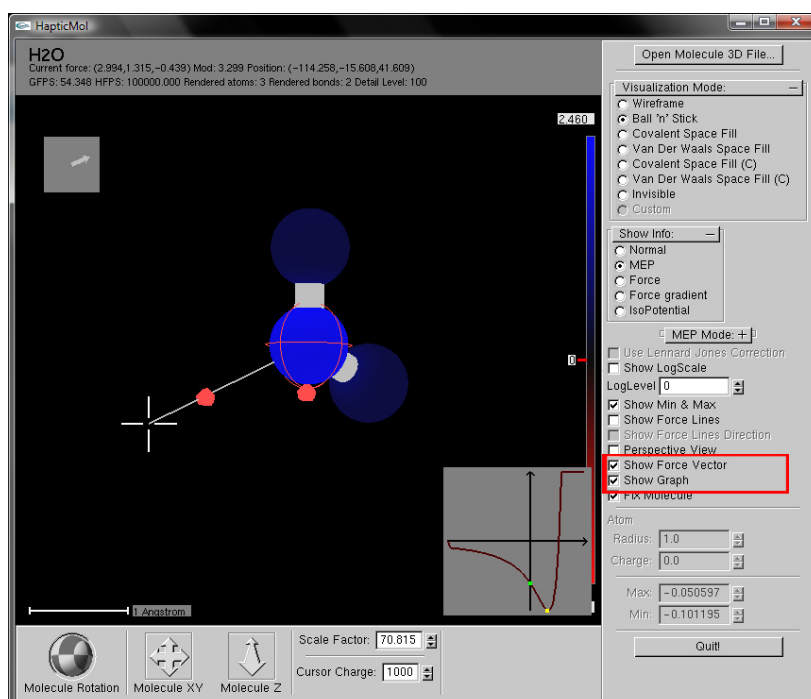 HapticMol
H2O
Current force: (2.994,1.315,-0.439) Mod: 3.299 Position: (-114.258,-15.608,41.609)
GFPS: 54.348 HFPS: 100000.000 Rendered atoms: 3 Rendered bonds: 2 Detail Level: 100
2.460
0
1 Angstrom
Open Molecule 3D File...
Visualization Mode:
Wireframe
Ball 'n' Stick
Covalent Space Fill
Van Der Waals Space Fill
Covalent Space Fill (C)
Van Der Waals Space Fill (C)
Invisible
Custom
Show Info:
Normal
MEP
Force
Force gradient
IsoPotential
MEP Mode: +
Use Lennard Jones Correction
Show LogScale
LogLevel 0
Show Min & Max
Show Force Lines
Show Force Lines Direction
Perspective View
Show Force Vector
Show Graph
Fix Molecule
Atom
Radius: 1.0
Charge: 0.0
Max: -0.050597
Min: -0.101195
Quit!
Molecule Rotation
Molecule XY
Molecule Z
Scale Factor: 70.815
Cursor Charge: 1000